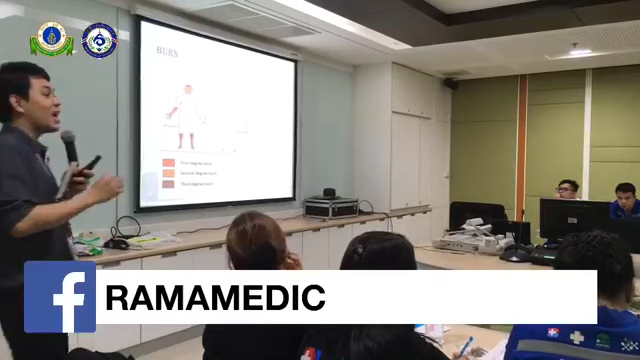 BURN
First degree burn
Second degree burn
Third degree burn
f RAMAMEDIC